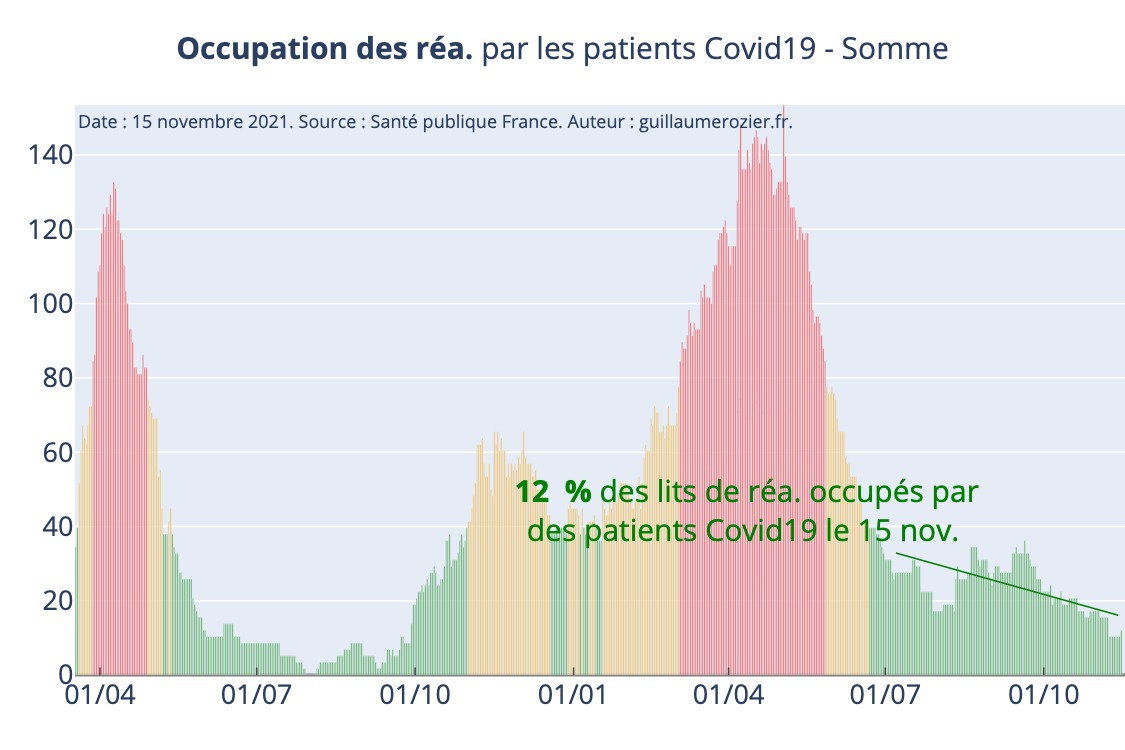 Occupation des réa. par les patients Covid19 - Somme
Date : 15 novembre 2021. Source : Santé publique France. Auteur : guillaumerozier.fr.
140
120
100
80
60
12 % des lits de réa. occupés par
des patients Covid19 le 15 nov.
40
20
0
01/04 01/07 01/10 01/01 01/04 01/07 01/10